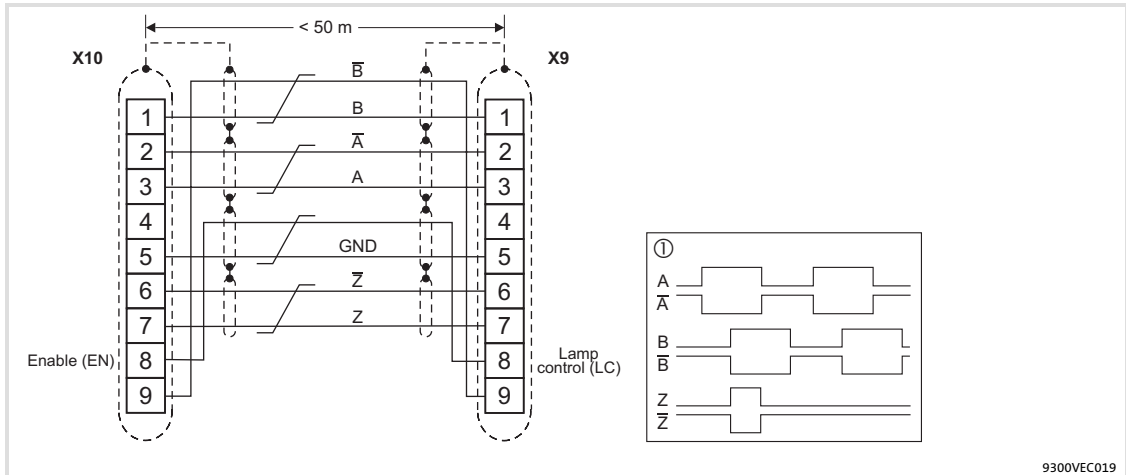 < 50 m
X10
X9
B̅
B
A̅
A
GND
Z̅
Z
1
2
3
4
5
6
7
8
9
1
2
3
4
5
6
7
8
9
Enable (EN)
Lamp
control (LC)
①
A
A̅
B
B̅
Z
Z̅
9300VEC019